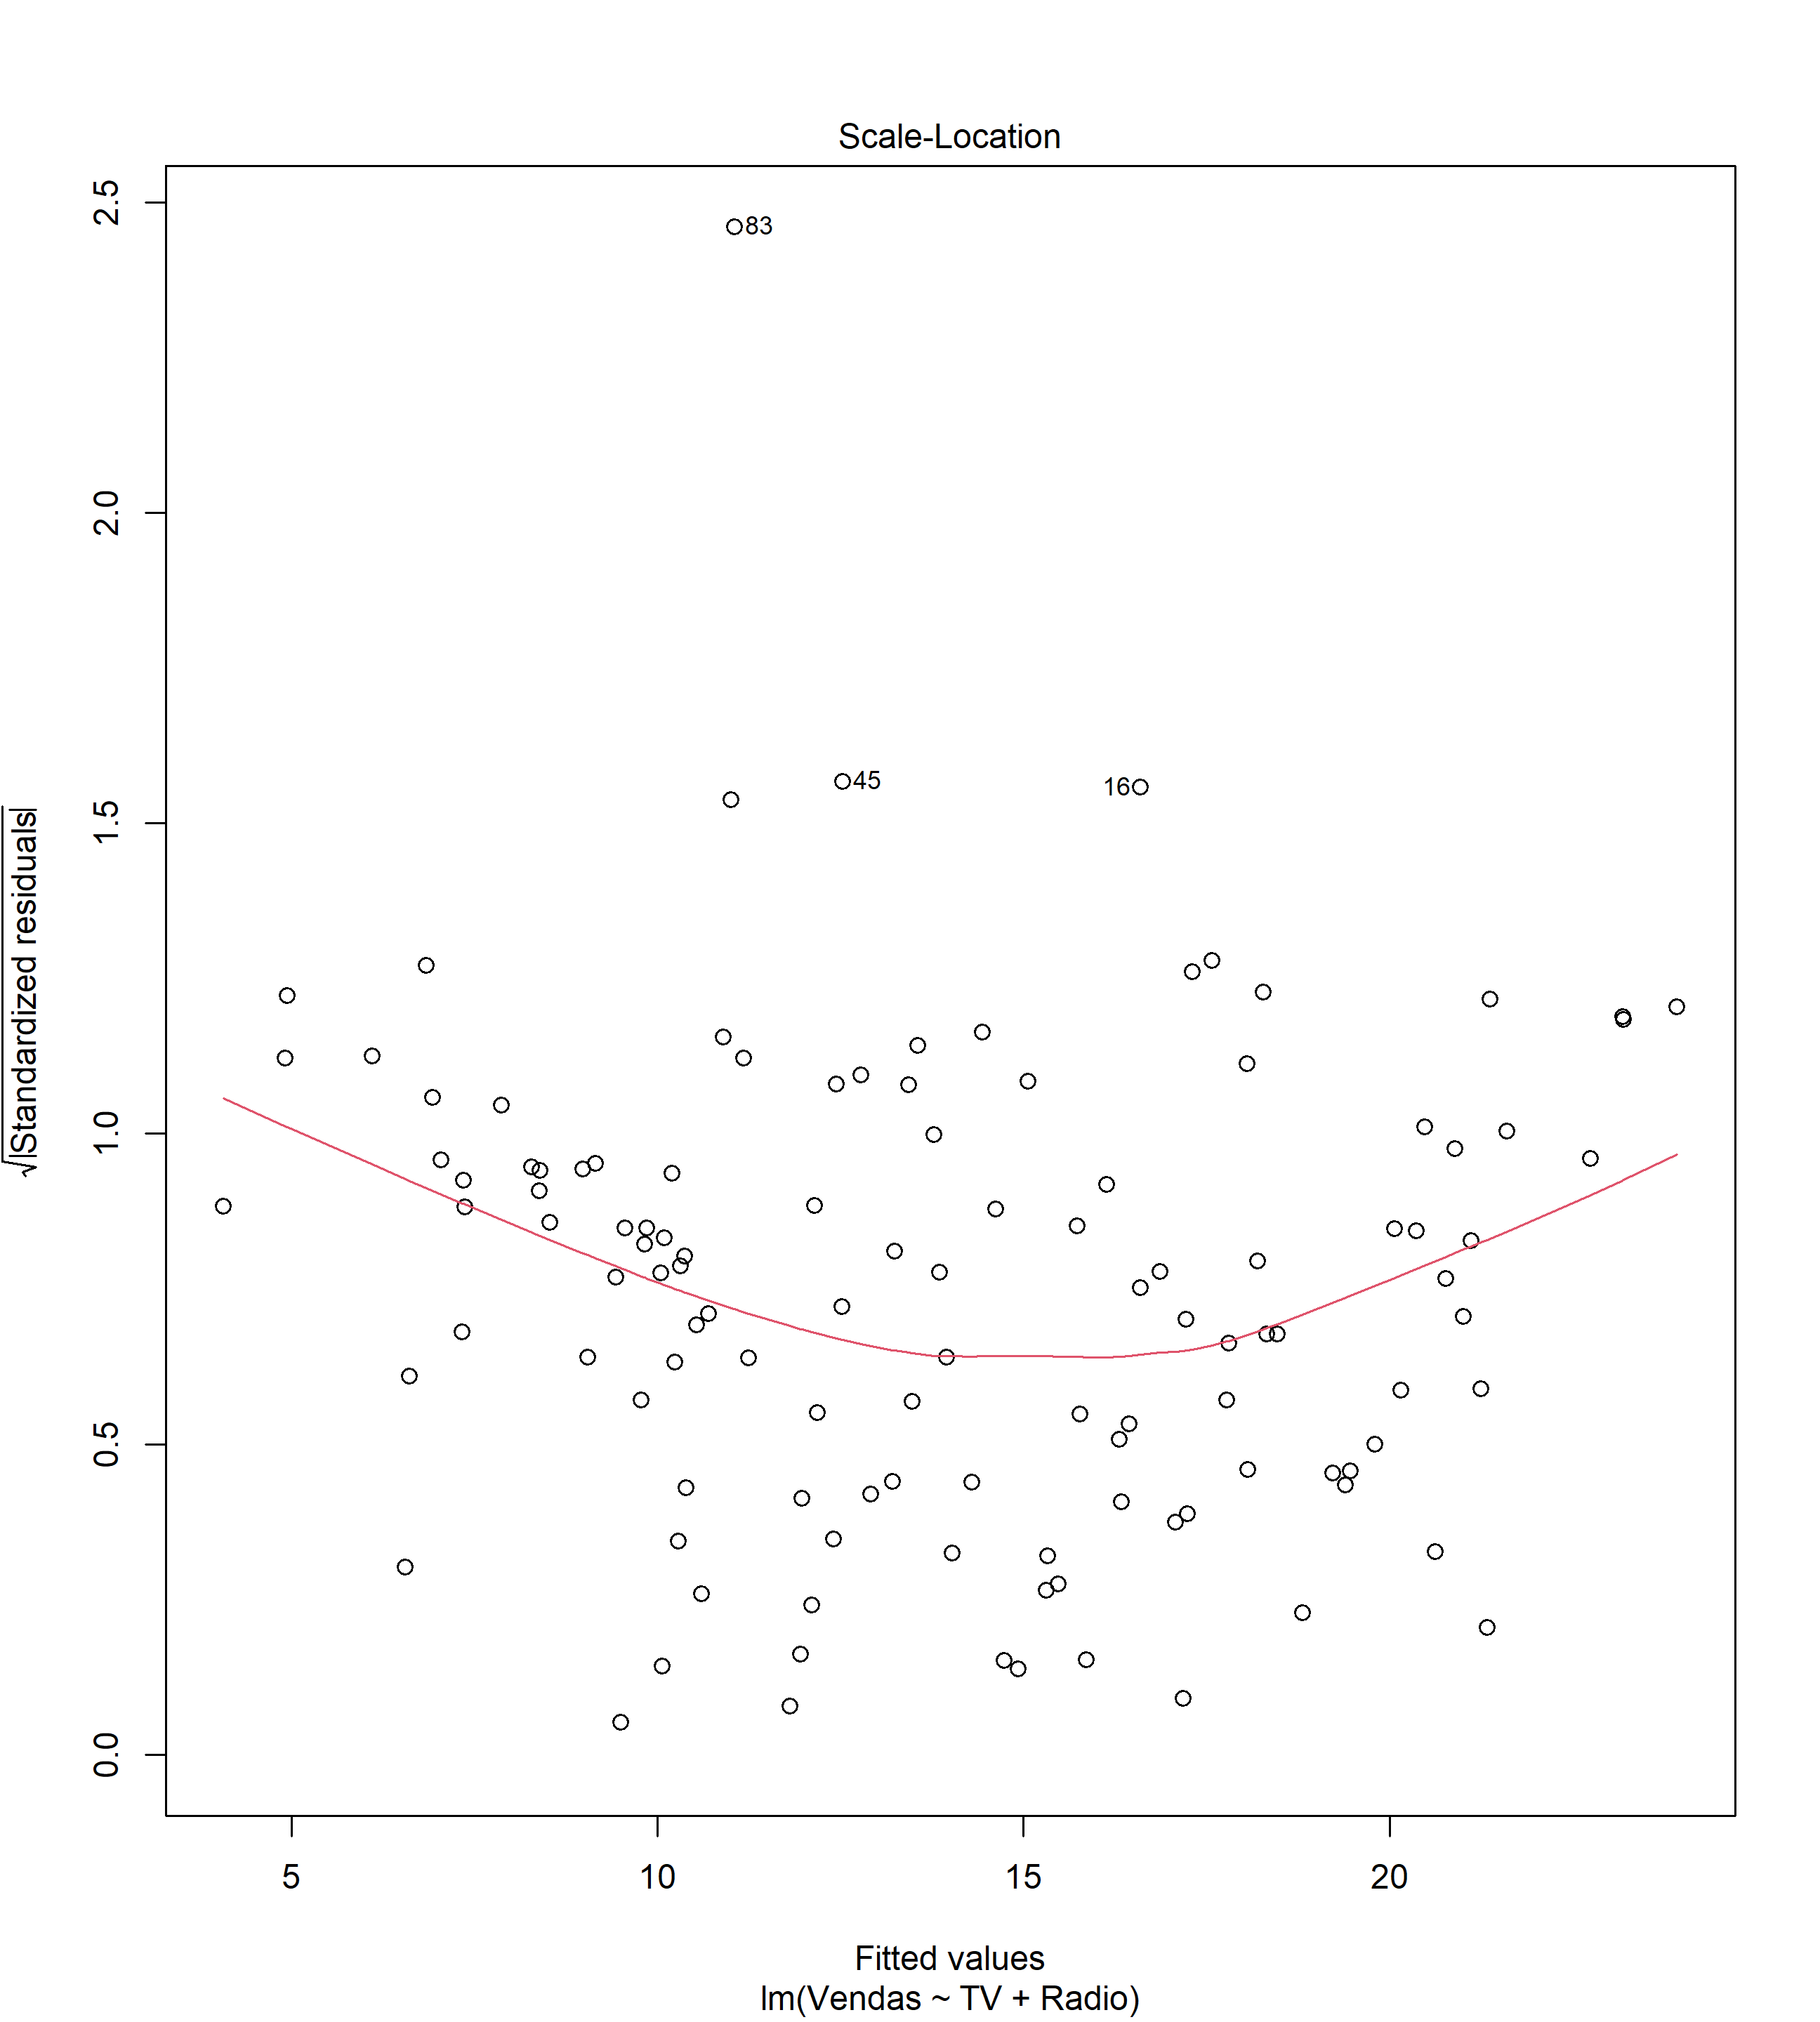 Scale-Location
√|Standardized residuals|
2.5
2.0
1.5
1.0
0.5
0.0
83
45
16
5 10 15 20
Fitted values
lm(Vendas ~ TV + Radio)